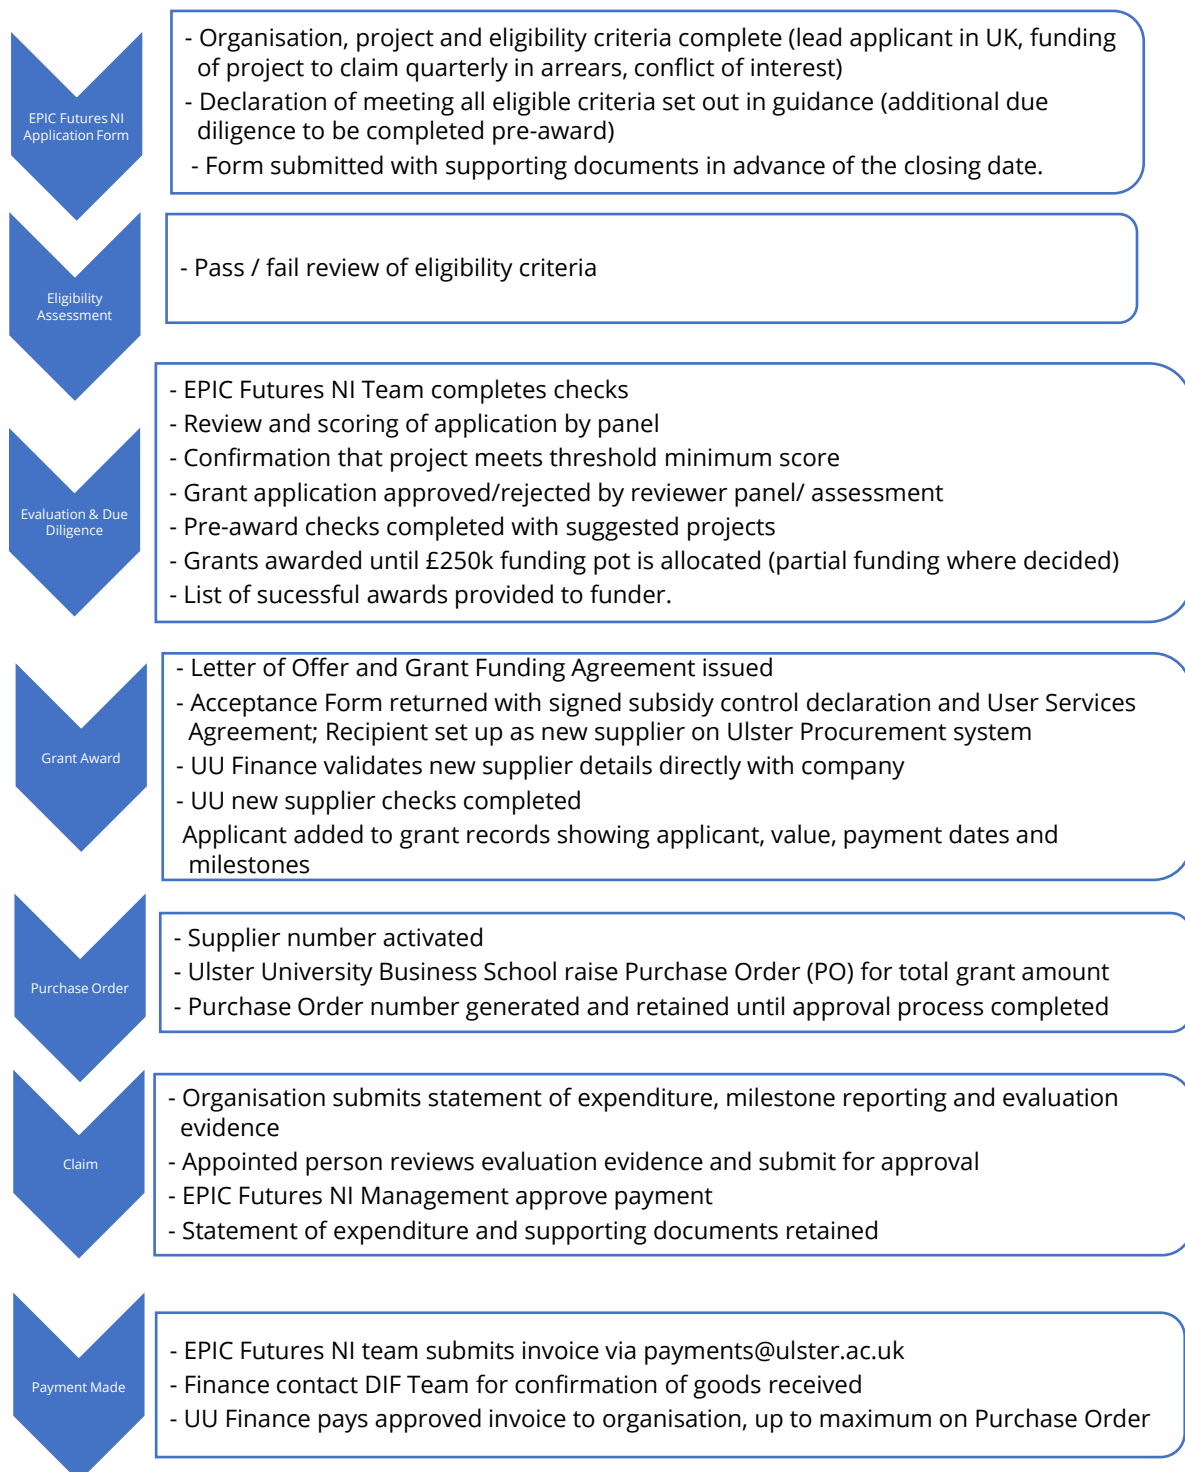 EPIC Futures NI
Application Form
- Organisation, project and eligibility criteria complete (lead applicant in UK, funding
of project to claim quarterly in arrears, conflict of interest)
- Declaration of meeting all eligible criteria set out in guidance (additional due
diligence to be completed pre-award)
- Form submitted with supporting documents in advance of the closing date.
Eligibility
Assessment
- Pass / fail review of eligibility criteria
Evaluation & Due
Diligence
- EPIC Futures NI Team completes checks
- Review and scoring of application by panel
- Confirmation that project meets threshold minimum score
- Grant application approved/rejected by reviewer panel/ assessment
- Pre-award checks completed with suggested projects
- Grants awarded until £250k funding pot is allocated (partial funding where decided)
- List of sucessful awards provided to funder.
Grant Award
- Letter of Offer and Grant Funding Agreement issued
- Acceptance Form returned with signed subsidy control declaration and User Services
Agreement; Recipient set up as new supplier on Ulster Procurement system
- UU Finance validates new supplier details directly with company
- UU new supplier checks completed
Applicant added to grant records showing applicant, value, payment dates and
milestones
Purchase Order
- Supplier number activated
- Ulster University Business School raise Purchase Order (PO) for total grant amount
- Purchase Order number generated and retained until approval process completed
Claim
- Organisation submits statement of expenditure, milestone reporting and evaluation
evidence
- Appointed person reviews evaluation evidence and submit for approval
- EPIC Futures NI Management approve payment
- Statement of expenditure and supporting documents retained
Payment Made
- EPIC Futures NI team submits invoice via payments@ulster.ac.uk
- Finance contact DIF Team for confirmation of goods received
- UU Finance pays approved invoice to organisation, up to maximum on Purchase Order